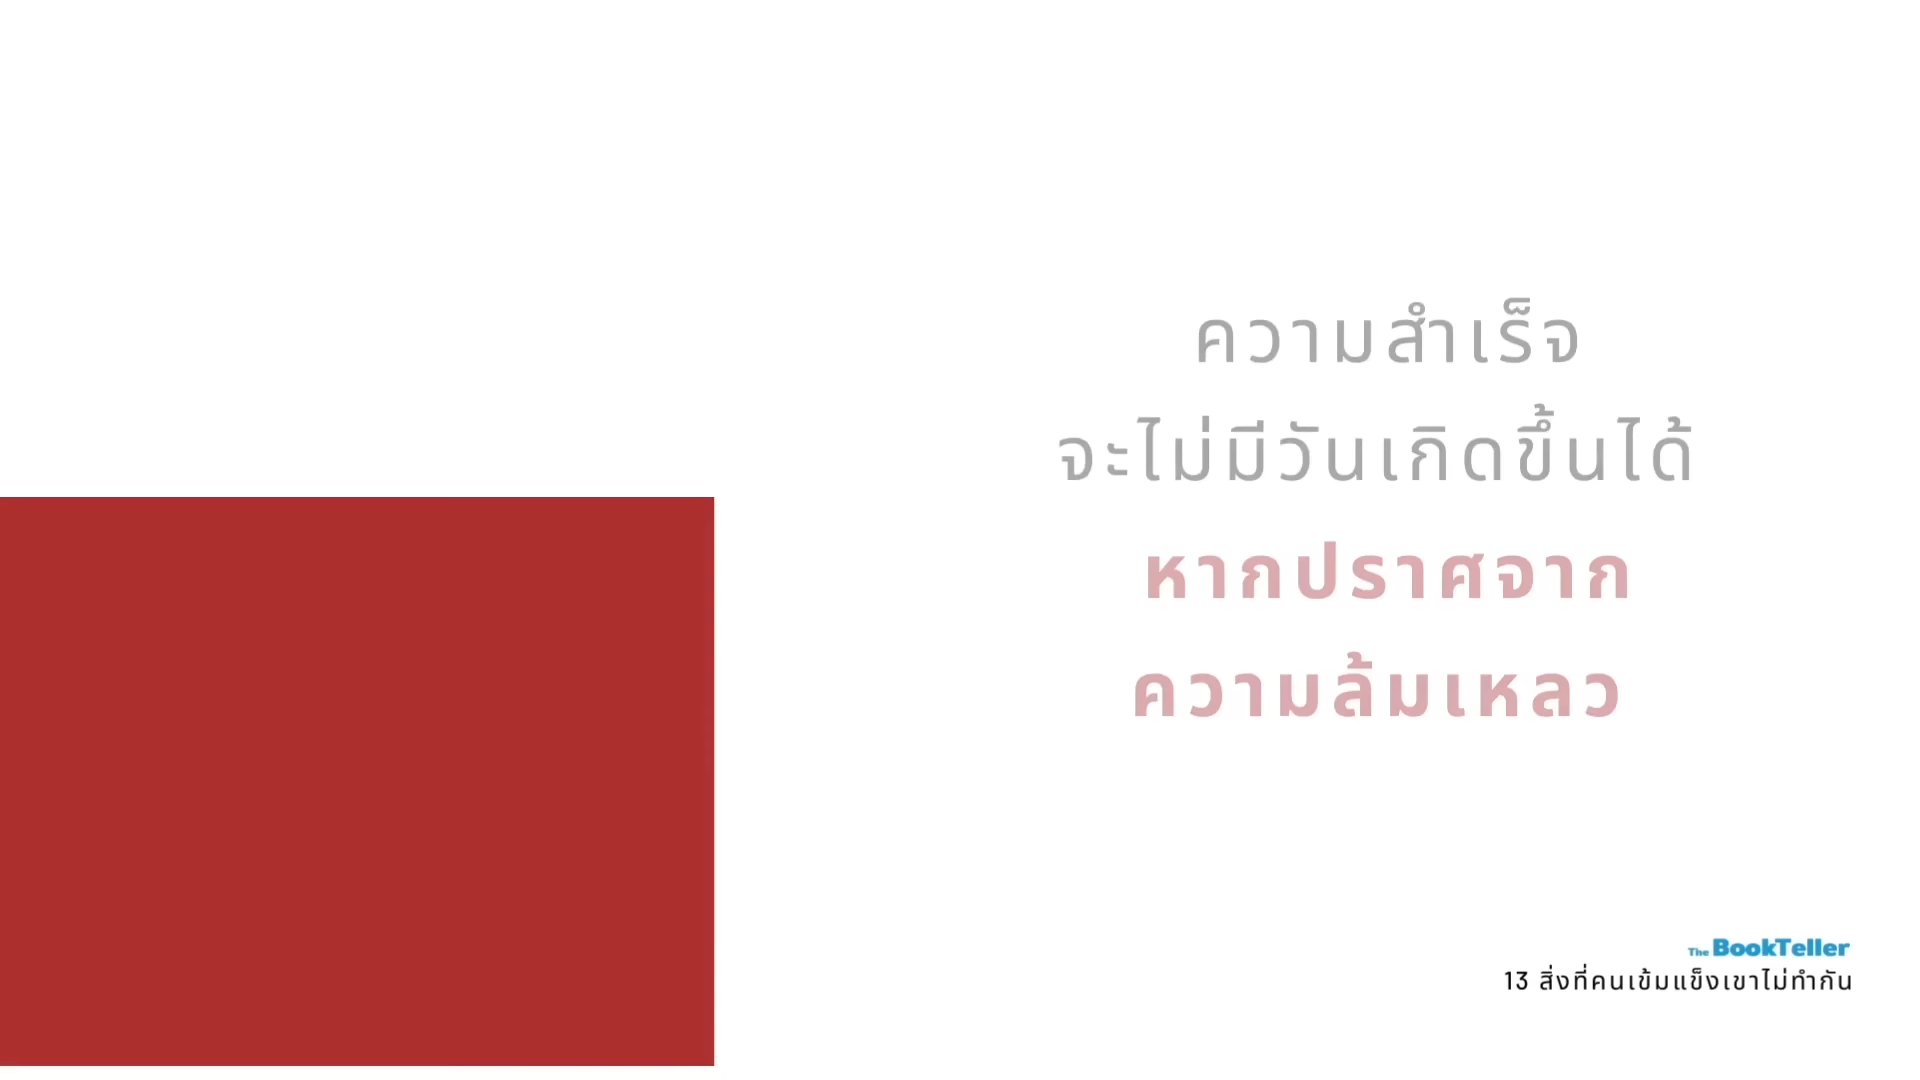 ความสำเร็จ
จะไม่มีวันเกิดขึ้นได้
หากปราศจาก
ความล้มเหลว
The BookTeller
13 สิ่งที่คนเข้มแข็งเขาไม่ทำกัน